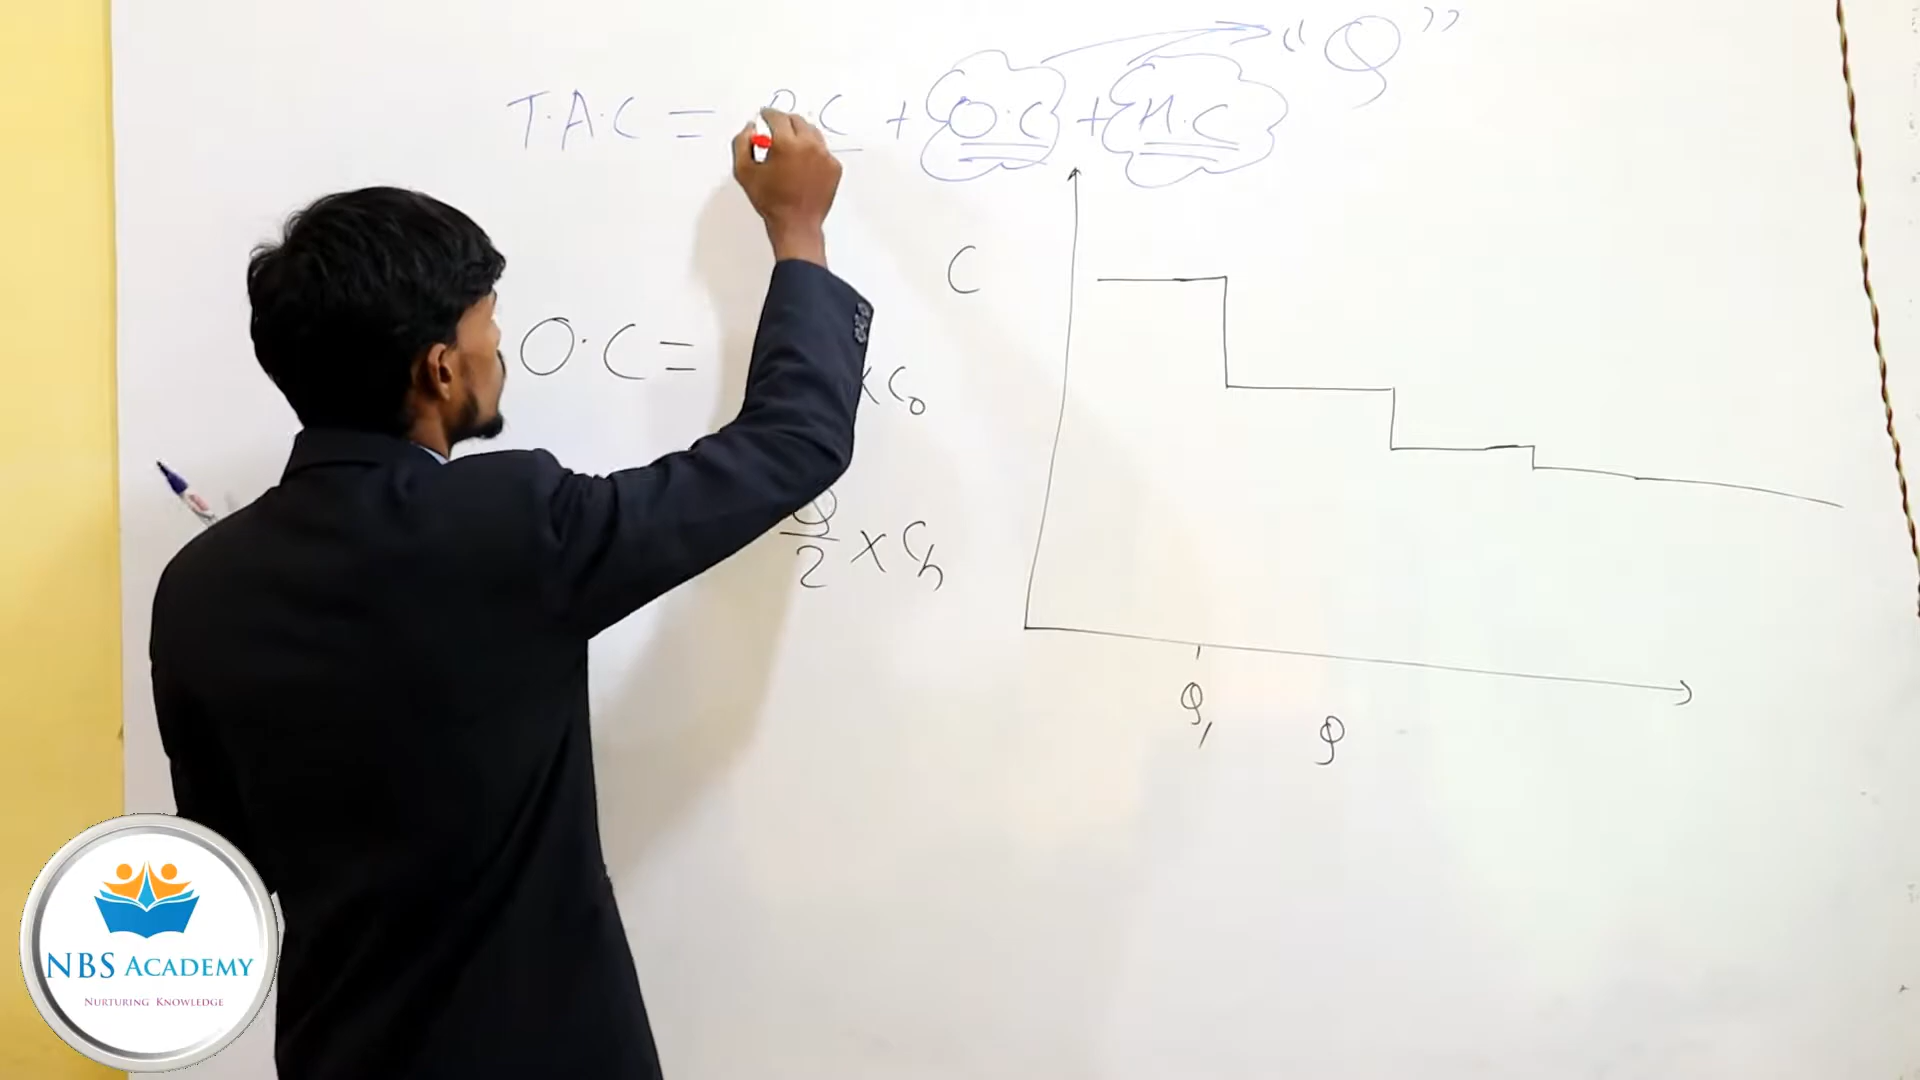 "Q"
T.A.C = P.C + O.C + H.C
C
O.C = × Co
Q/2 × Ch
Q1
Q
NBS ACADEMY
NURTURING KNOWLEDGE